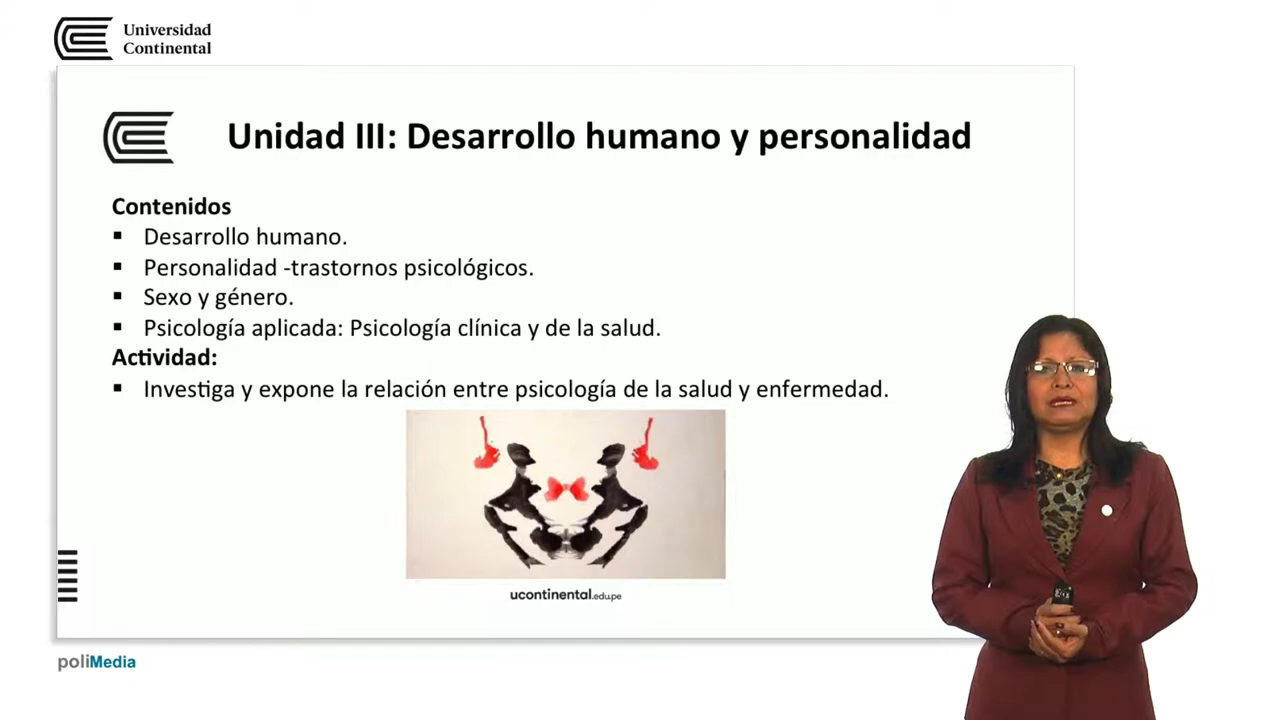 Universidad
Continental
Unidad III: Desarrollo humano y personalidad
Contenidos
▪ Desarrollo humano.
▪ Personalidad -trastornos psicológicos.
▪ Sexo y género.
▪ Psicología aplicada: Psicología clínica y de la salud.
Actividad:
▪ Investiga y expone la relación entre psicología de la salud y enfermedad.
ucontinental.edu.pe
poliMedia